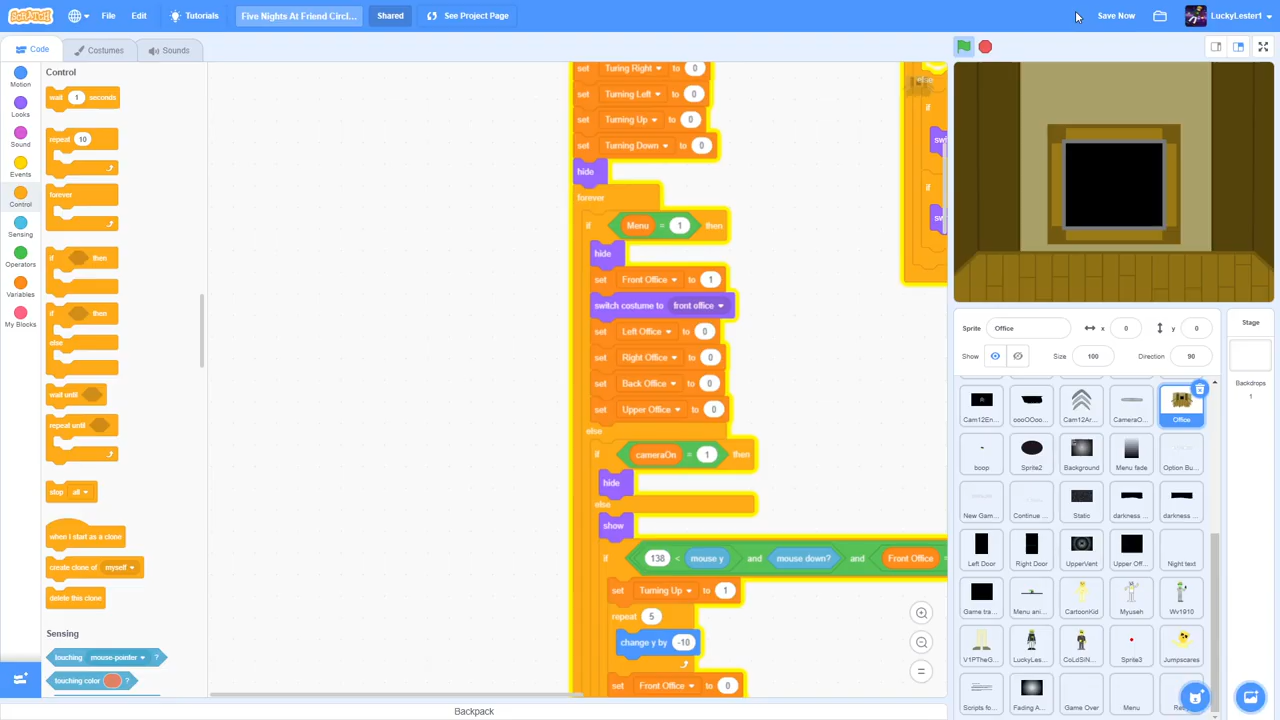 SCRATCH File Edit Tutorials Five Nights At Friend Circl... Shared See Project Page Save Now LuckyLester1
Code Costumes Sounds
Motion
Looks
Sound
Events
Control
Sensing
Operators
Variables
My Blocks
Control
wait 1 seconds
repeat 10
forever
if then
if then
else
wait until
repeat until
stop all
when I start as a clone
create clone of myself
delete this clone
Sensing
touching mouse-pointer ?
touching color ?
set Turing Right to 0
set Turning Left to 0
set Turning Up to 0
set Turning Down to 0
hide
forever
if Menu = 1 then
hide
set Front Office to 1
switch costume to front office
set Left Office to 0
set Right Office to 0
set Back Office to 0
set Upper Office to 0
else
if cameraOn = 1 then
hide
else
show
if 138 < mouse y and mouse down? and Front Office =
set Turning Up to 1
repeat 5
change y by -10
set Front Office to 0
if
if
Backpack
Sprite Office x 0 y 0
Show Size 100 Direction 90
Cam12En... oooOOoo... Cam12Ar... CameraO... Office
boop Sprite2 Background Menu fade Option Bu...
New Gam... Continue ... Static darkness ... darkness ...
Left Door Right Door UpperVent Upper Off... Night text
Game tra... Menu ani... CartoonKid Myuseh Wv1910
V1PTheG... LuckyLes... CoLdSiN... Sprite3 Jumpscares
Scripts fo... Fading A... Game Over Menu
Stage
Backdrops
1